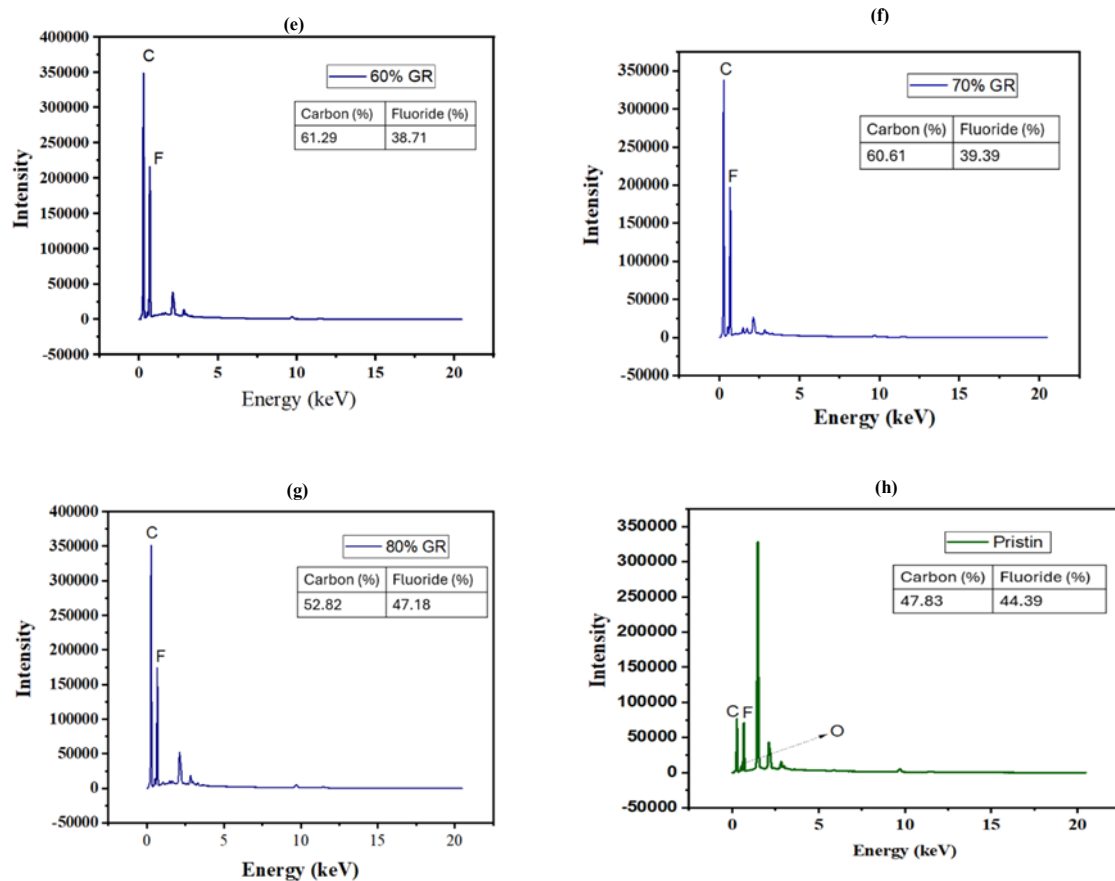 (e)
400000
350000
300000
250000
200000
150000
100000
50000
0
-50000
Intensity
C
F
60% GR
Carbon (%) Fluoride (%)
61.29 38.71
0 5 10 15 20
Energy (keV)
(f)
350000
300000
250000
200000
150000
100000
50000
0
-50000
Intensity
C
F
70% GR
Carbon (%) Fluoride (%)
60.61 39.39
0 5 10 15 20
Energy (keV)
(g)
400000
350000
300000
250000
200000
150000
100000
50000
0
-50000
Intensity
C
F
80% GR
Carbon (%) Fluoride (%)
52.82 47.18
0 5 10 15 20
Energy (keV)
(h)
350000
300000
250000
200000
150000
100000
50000
0
-50000
Intensity
C F
O
Pristin
Carbon (%) Fluoride (%)
47.83 44.39
0 5 10 15 20
Energy (keV)